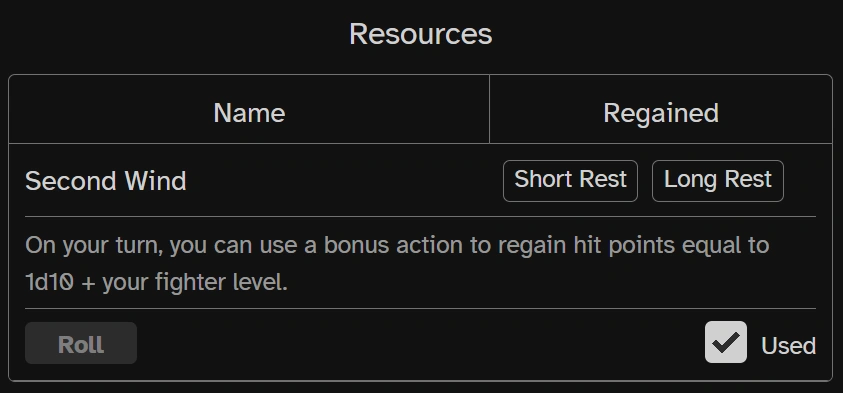 Resources
Name Regained
Second Wind Short Rest Long Rest
On your turn, you can use a bonus action to regain hit points equal to
1d10 + your fighter level.
Roll Used